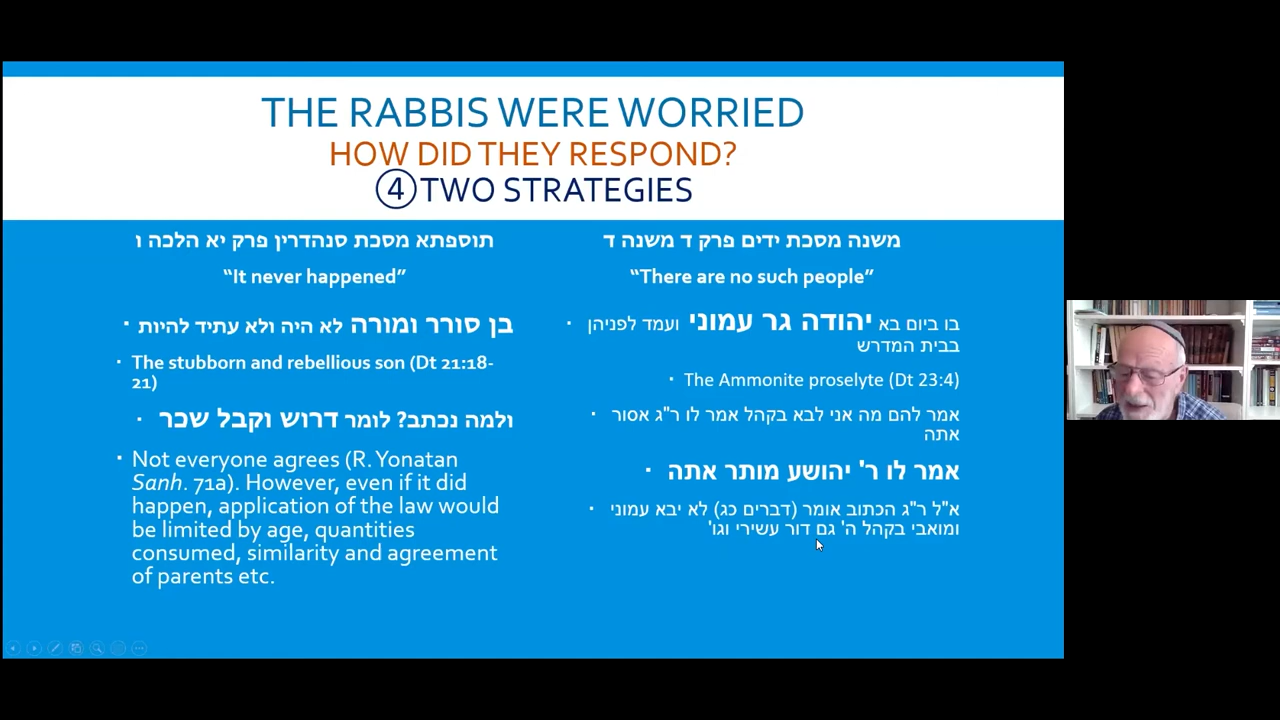 THE RABBIS WERE WORRIED
HOW DID THEY RESPOND?
④TWO STRATEGIES
משנה מסכת ידים פרק ד משנה ד
"There are no such people"
בו ביום בא יהודה גר עמוני ועמד לפניהן
בבית המדרש
The Ammonite proselyte (Dt 23:4)
אמר להם מה אני לבא בקהל אמר לו ר"ג אסור
אתה
אמר לו ר' יהושע מותר אתה
א"ל ר"ג הכתוב אומר (דברים כג) לא יבא עמוני
ומואבי בקהל ה' גם דור עשירי וגו'
תוספתא מסכת סנהדרין פרק יא הלכה ו
"It never happened"
בן סורר ומורה לא היה ולא עתיד להיות
The stubborn and rebellious son (Dt 21:18-
21)
ולמה נכתב? לומר דרוש וקבל שכר
Not everyone agrees (R. Yonatan
Sanh. 71a). However, even if it did
happen, application of the law would
be limited by age, quantities
consumed, similarity and agreement
of parents etc.